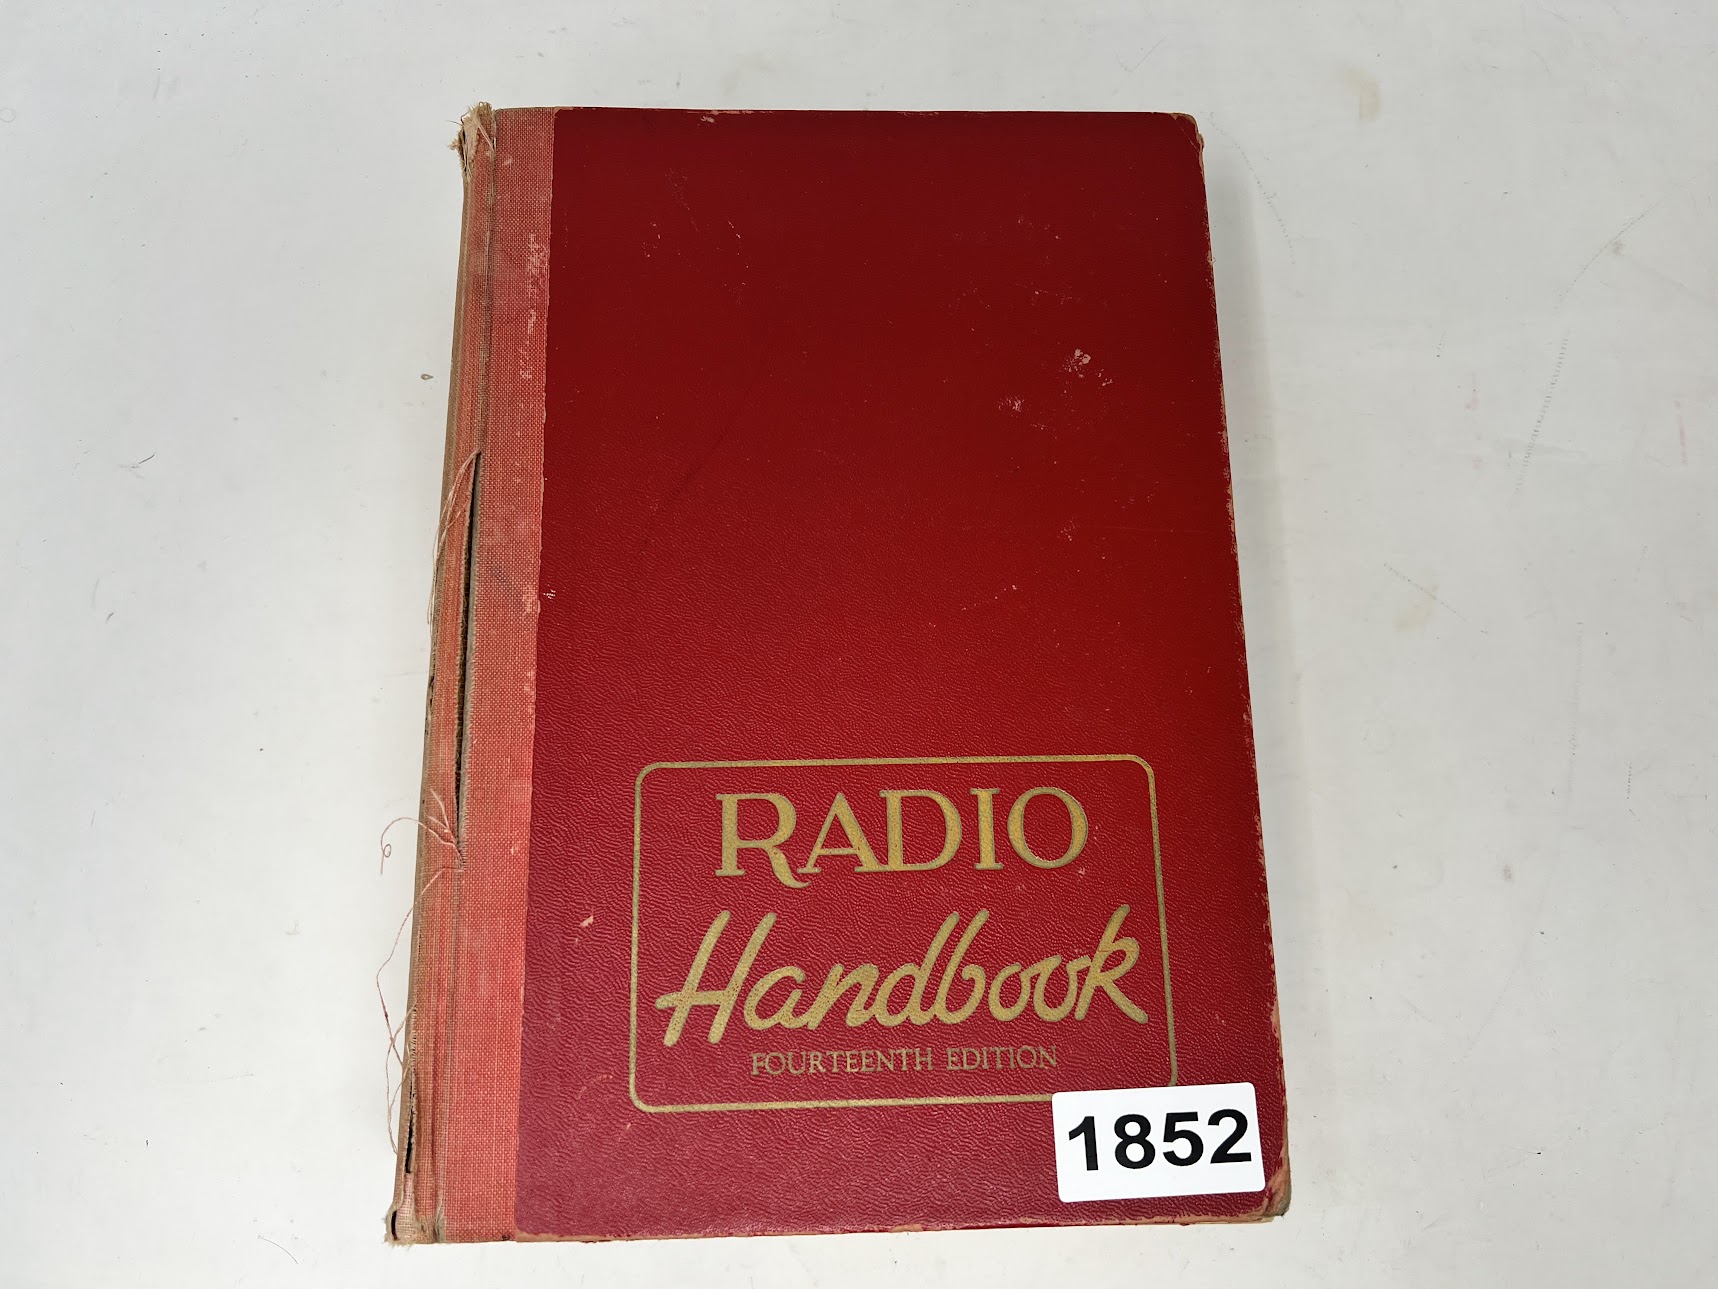 RADIO
Handbook
FOURTEENTH EDITION
1852